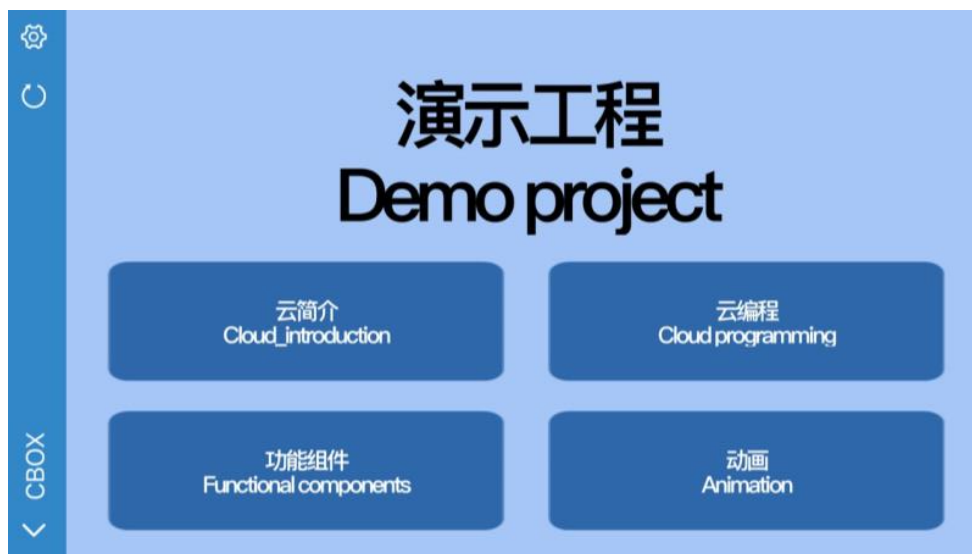 演示工程
Demo project
云简介
Cloud_introduction
云编程
Cloud programming
功能组件
Functional components
动画
Animation
CBOX